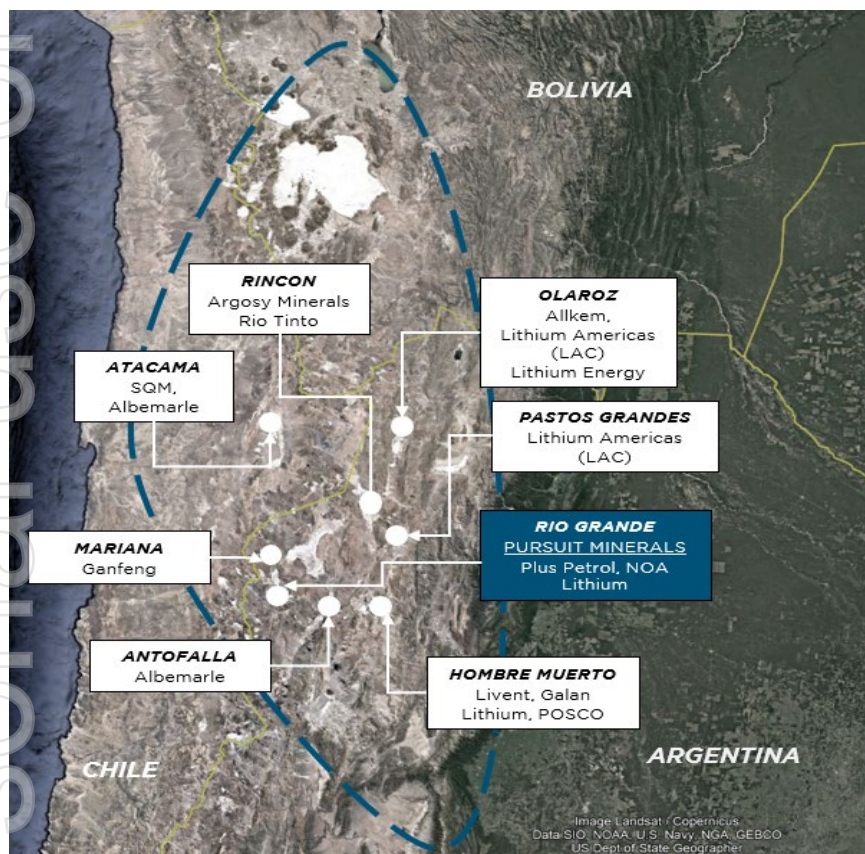 BOLIVIA
RINCON
Argosy Minerals
Rio Tinto
OLAROZ
Allkem,
Lithium Americas
(LAC)
Lithium Energy
ATACAMA
SQM,
Albemarle
PASTOS GRANDES
Lithium Americas
(LAC)
RIO GRANDE
PURSUIT MINERALS
Plus Petrol, NOA
Lithium
MARIANA
Ganfeng
ANTOFALLA
Albemarle
HOMBRE MUERTO
Livent, Galan
Lithium, POSCO
CHILE
ARGENTINA
Image Landsat / Copernicus
Data SIO, NOAA, U.S. Navy, NGA, GEBCO
US Dept of State Geographer